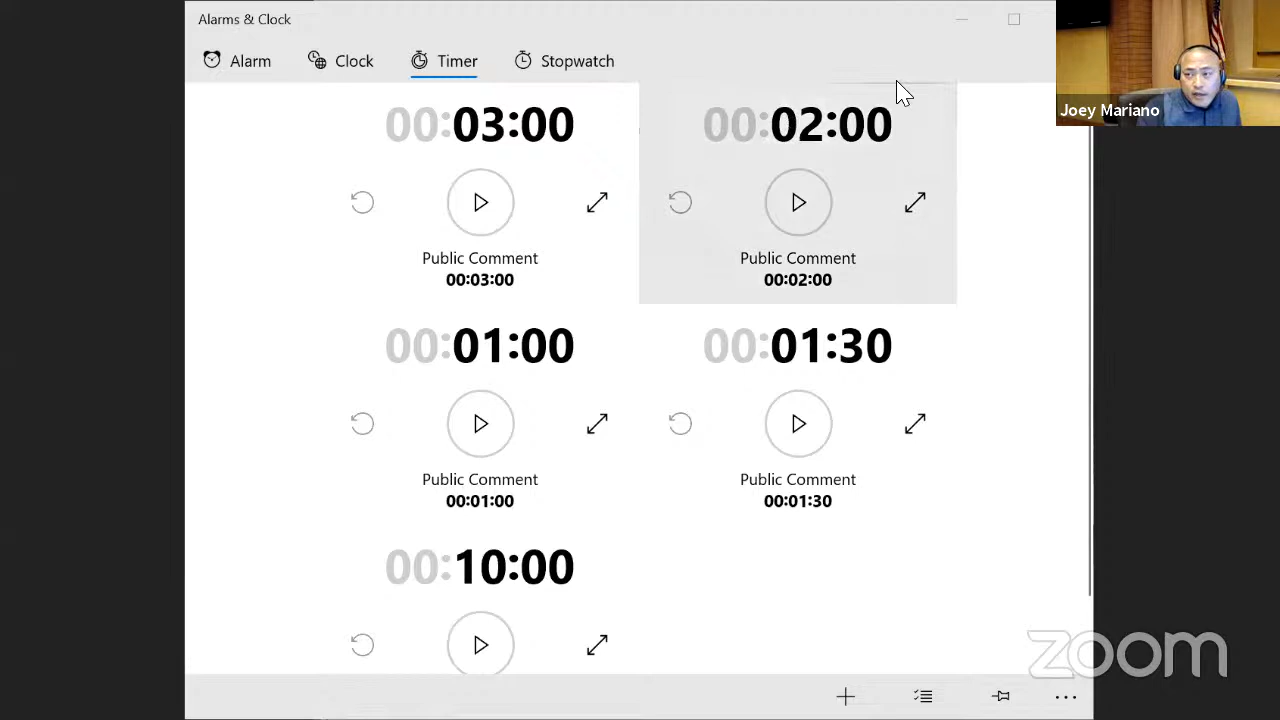 Alarms & Clock
Alarm
Clock
Timer
Stopwatch
Joey Mariano
00:03:00
00:02:00
Public Comment
00:03:00
Public Comment
00:02:00
00:01:00
00:01:30
Public Comment
00:01:00
Public Comment
00:01:30
00:10:00
zoom